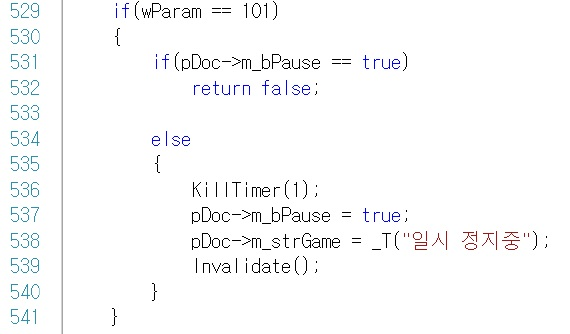 529 if(wParam == 101)
530 {
531 if(pDoc->m_bPause == true)
532 return false;
533
534 else
535 {
536 KillTimer(1);
537 pDoc->m_bPause = true;
538 pDoc->m_strGame = _T("일시 정지중");
539 Invalidate();
540 }
541 }